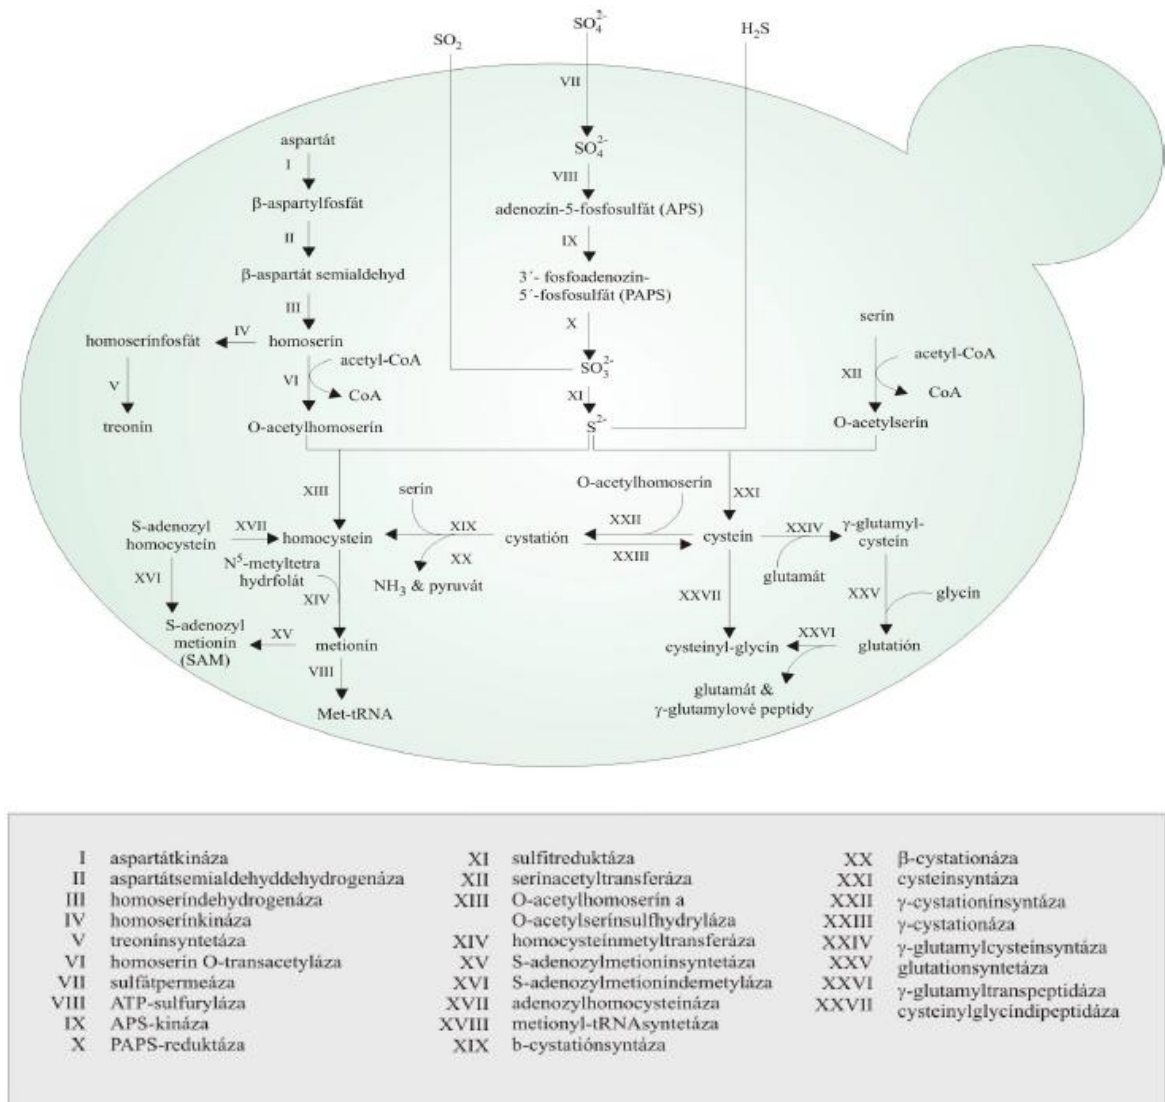 SO₂
SO₄²⁻
H₂S
VII
aspartát
I
SO₄²⁻
VIII
β-aspartylfosfát
adenozín-5-fosfosulfát (APS)
II
IX
β-aspartát semialdehyd
3´- fosfoadenozín-
5´-fosfosulfát (PAPS)
III
X
serín
homoserínfosfát
IV
homoserín
acetyl-CoA
acetyl-CoA
V
VI
SO₃²⁻
XII
CoA
XI
CoA
treonín
O-acetylhomoserín
S²⁻
O-acetylserín
XIII
serín
O-acetylhomoserín
XXI
S-adenozyl
homocysteín
XVII
homocysteín
XIX
cystatión
XXII
cysteín
XXIV
γ-glutamyl-
cysteín
XX
XXIII
N⁵-metyltetra
hydrfolát
NH₃ & pyruvát
glutamát
XVI
XIV
XXVII
XXV
glycín
S-adenozyl
metionín
(SAM)
XV
metionín
cysteinyl-glycín
XXVI
glutatión
VIII
Met-tRNA
glutamát &
γ-glutamylové peptidy
I aspartátkináza
II aspartátsemialdehyddehydrogenáza
III homoseríndehydrogenáza
IV homoserínkináza
V treonínsyntetáza
VI homoserín O-transacetyláza
VII sulfátpermeáza
VIII ATP-sulfuryláza
IX APS-kináza
X PAPS-reduktáza
XI sulfitreduktáza
XII serínacetyltransferáza
XIII O-acetylhomoserín a
O-acetylserínsulfhydryláza
XIV homocysteínmetyltransferáza
XV S-adenozylmetionínsyntetáza
XVI S-adenozylmetioníndemetyláza
XVII adenozylhomocysteináza
XVIII metionyl-tRNAsyntetáza
XIX b-cystatiónsyntáza
XX β-cystationáza
XXI cysteínsyntáza
XXII γ-cystationínsyntáza
XXIII γ-cystationáza
XXIV γ-glutamylcysteínsyntáza
XXV glutationsyntetáza
XXVI γ-glutamyltranspeptidáza
XXVII cysteinylglycíndipeptidáza